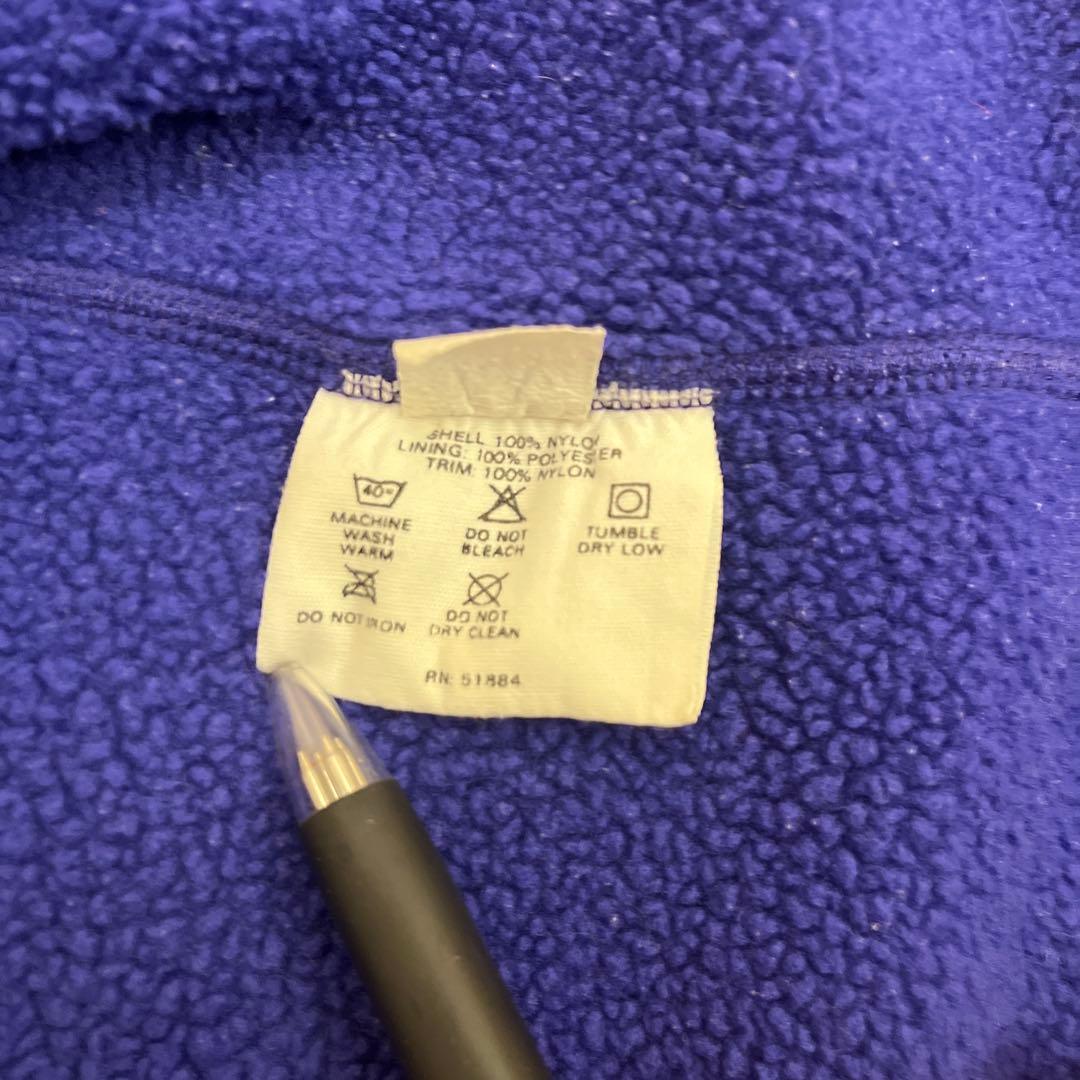 SHELL 100% NYLO
LINING: 100% POLYESTER
TRIM: 100% NYLON
40°
MACHINE
WASH
WARM
DO NOT
BLEACH
TUMBLE
DRY LOW
DO NOT IRON
DO NOT
DRY CLEAN
RN: 51884